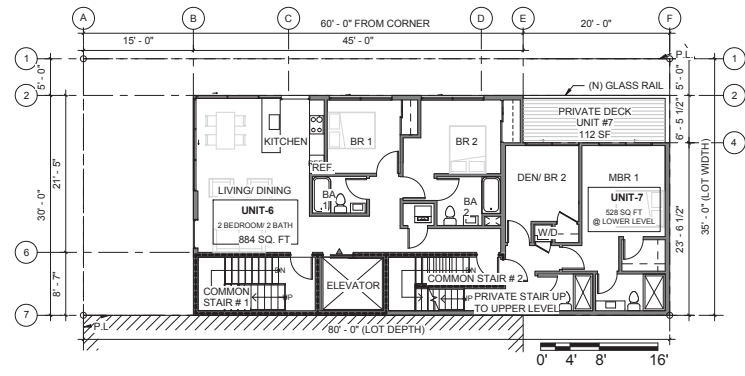 A
B
C
D
E
F
60' - 0" FROM CORNER
20' - 0"
15' - 0"
45' - 0"
P.L
1
1
5' - 0"
5' - 0"
(N) GLASS RAIL
2
2
PRIVATE DECK
UNIT #7
112 SF
6' - 5 1/2"
KITCHEN
BR 1
BR 2
4
REF.
21' - 5"
30' - 0"
LIVING/ DINING
BA
1
BA
2
DEN/ BR 2
MBR 1
UNIT-6
2 BEDROOM/ 2 BATH
884 SQ. FT
UNIT-7
528 SQ FT
@ LOWER LEVEL
W/D
23' - 6 1/2"
35' - 0" (LOT WIDTH)
6
6
DN
DN
COMMON STAIR # 2
ELEVATOR
COMMON
STAIR # 1
UP
UP
PRIVATE STAIR UP
TO UPPER LEVEL
8' - 7"
7
7
P.L
80' - 0" (LOT DEPTH)
0' 4' 8' 16'